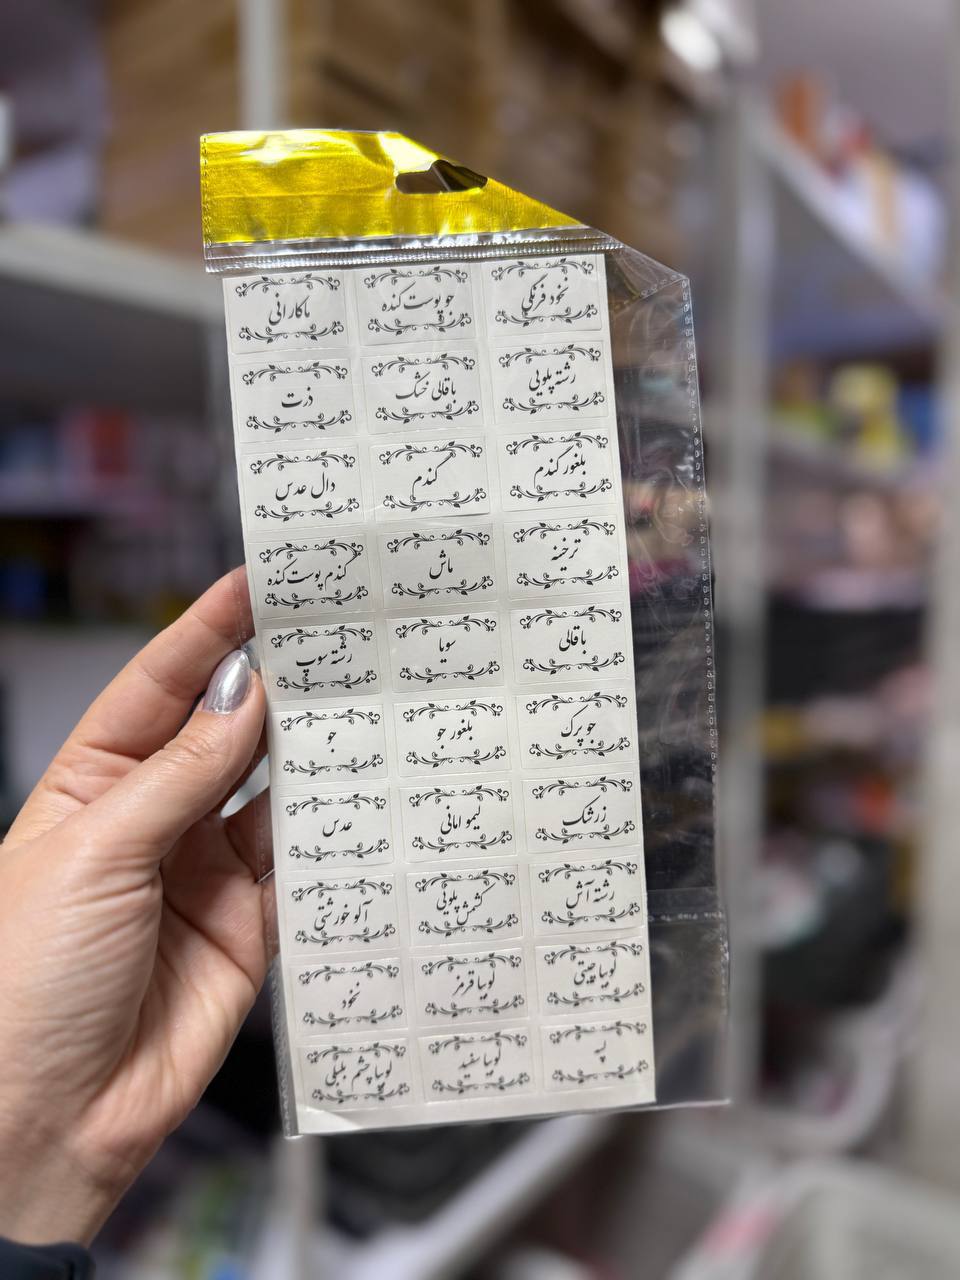 نخود فرنگی
جو پوست کنده
ماکارانی
رشته پلویی
باقالی خشک
ذرت
بلغور گندم
گندم
دال عدس
ترخینه
ماش
گندم پوست کنده
باقالی
سویا
رشته سوپ
جو پرک
بلغور جو
جو
زرشک
لیمو امانی
عدس
رشته آش
کشمش پلویی
آلو خورشتی
لوبیا چیتی
لوبیا قرمز
نخود
لپه
لوبیا سفید
لوبیا چشم بلبلی